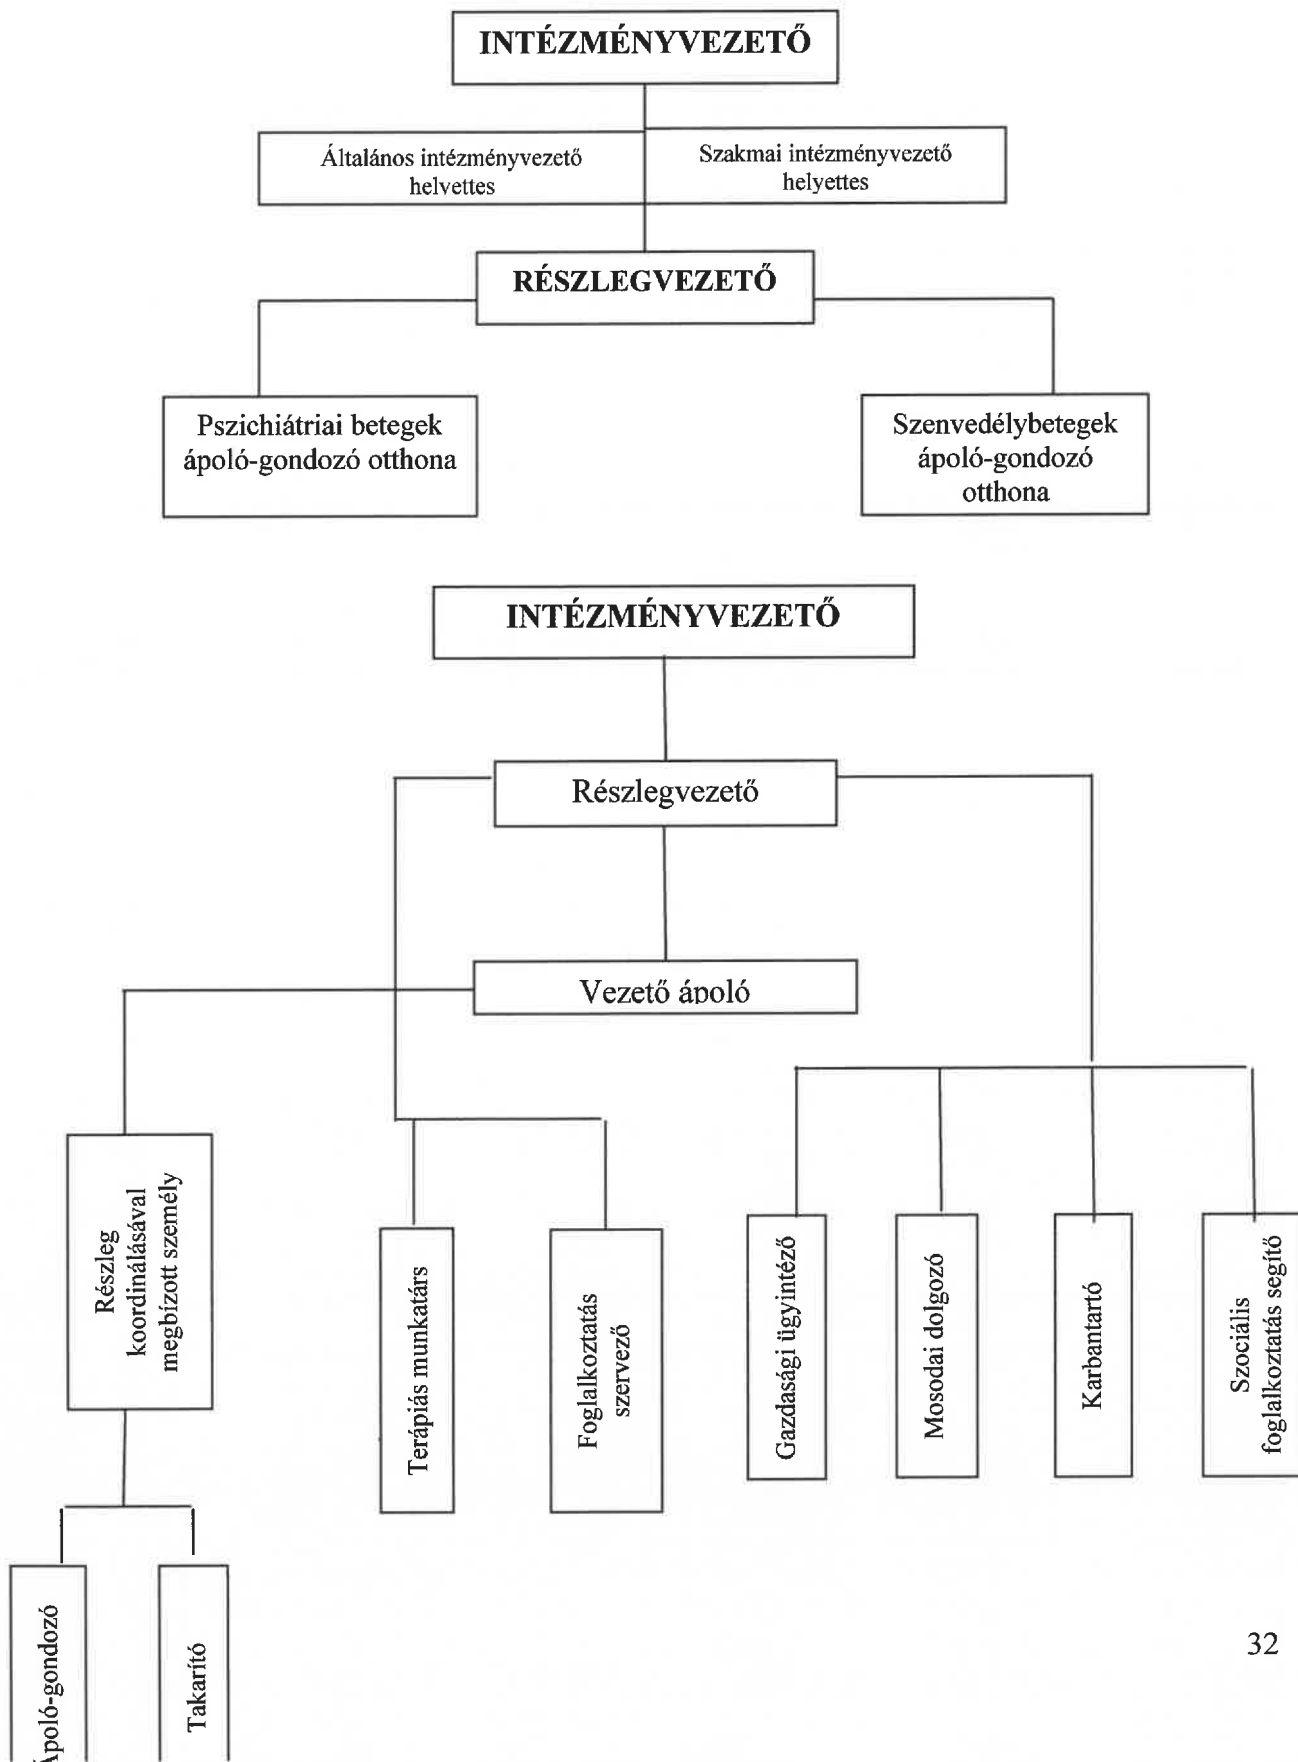 INTÉZMÉNYVEZETŐ
Általános intézményvezető
helyettes
Szakmai intézményvezető
helyettes
RÉSZLEGVEZETŐ
Pszichiátriai betegek
ápoló-gondozó otthona
Szenvedélybetegek
ápoló-gondozó
otthona
INTÉZMÉNYVEZETŐ
Részlegvezető
Vezető ápoló
Részleg
koordinálásával
megbízott személy
Terápiás munkatárs
Foglalkoztatás
szervező
Gazdasági ügyintéző
Mosodai dolgozó
Karbantartó
Szociális
foglalkoztatás segítő
Ápoló-gondozó
Takarító
32